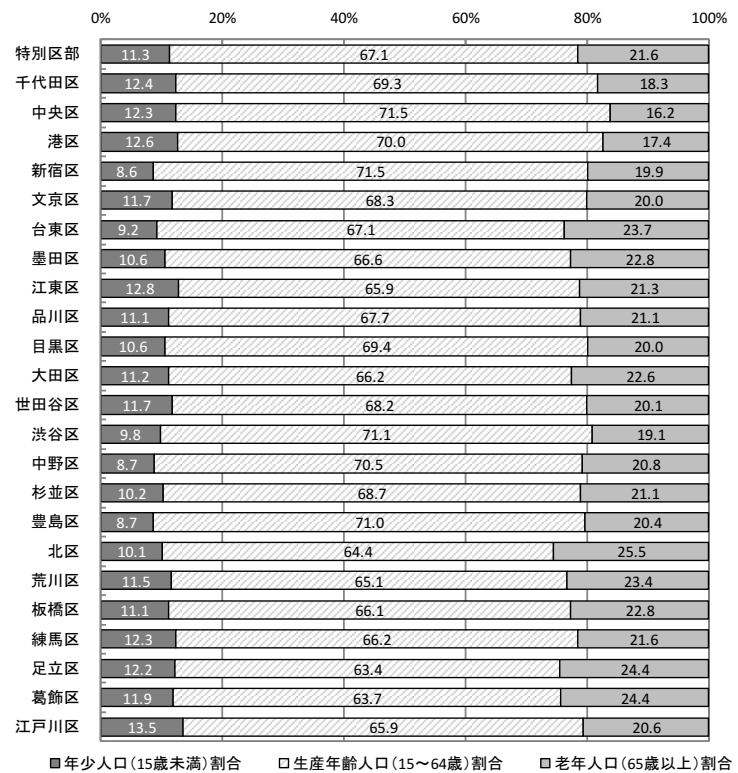 0% 20% 40% 60% 80% 100%
特別区部 11.3 67.1 21.6
千代田区 12.4 69.3 18.3
中央区 12.3 71.5 16.2
港区 12.6 70.0 17.4
新宿区 8.6 71.5 19.9
文京区 11.7 68.3 20.0
台東区 9.2 67.1 23.7
墨田区 10.6 66.6 22.8
江東区 12.8 65.9 21.3
品川区 11.1 67.7 21.1
目黒区 10.6 69.4 20.0
大田区 11.2 66.2 22.6
世田谷区 11.7 68.2 20.1
渋谷区 9.8 71.1 19.1
中野区 8.7 70.5 20.8
杉並区 10.2 68.7 21.1
豊島区 8.7 71.0 20.4
北区 10.1 64.4 25.5
荒川区 11.5 65.1 23.4
板橋区 11.1 66.1 22.8
練馬区 12.3 66.2 21.6
足立区 12.2 63.4 24.4
葛飾区 11.9 63.7 24.4
江戸川区 13.5 65.9 20.6
年少人口(15歳未満)割合 生産年齢人口(15～64歳)割合 老年人口(65歳以上)割合